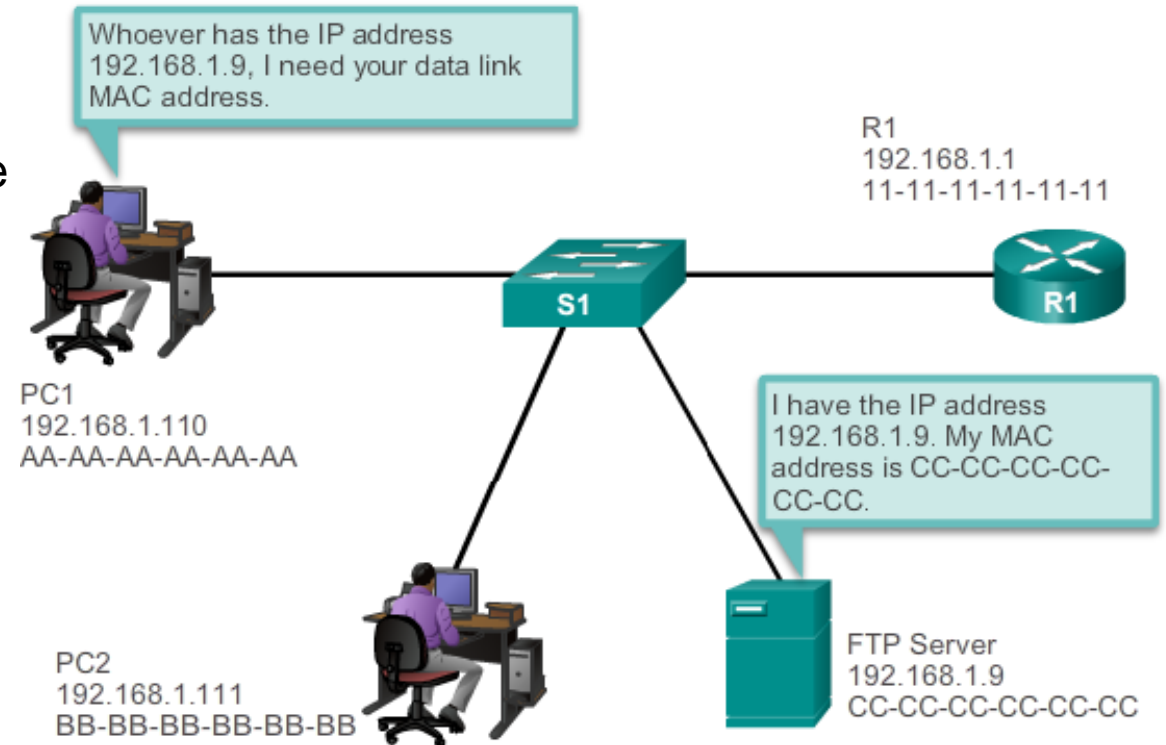 Whoever has the IP address
192.168.1.9, I need your data link
MAC address.
e
R1
192.168.1.1
11-11-11-11-11-11
S1
R1
PC1
192.168.1.110
AA-AA-AA-AA-AA-AA
I have the IP address
192.168.1.9. My MAC
address is CC-CC-CC-CC-
CC-CC.
PC2
192.168.1.111
BB-BB-BB-BB-BB-BB
FTP Server
192.168.1.9
CC-CC-CC-CC-CC-CC